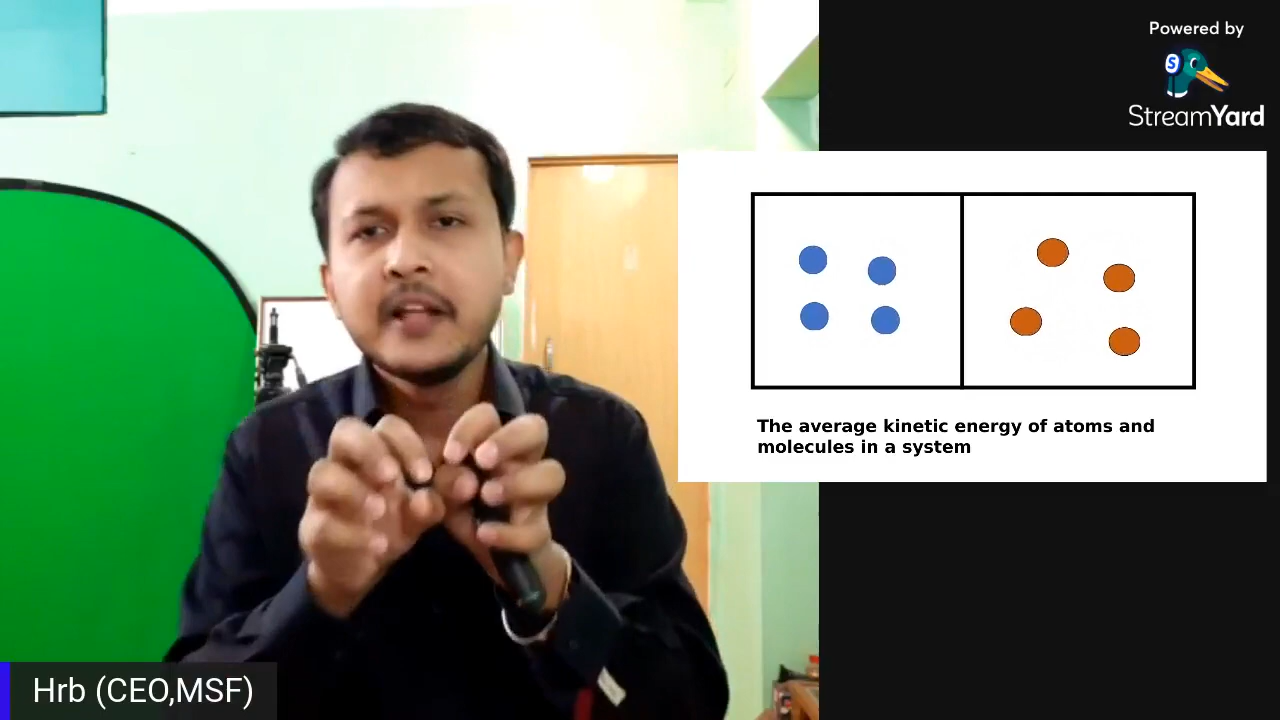 Powered by
StreamYard
The average kinetic energy of atoms and
molecules in a system
Hrb (CEO,MSF)